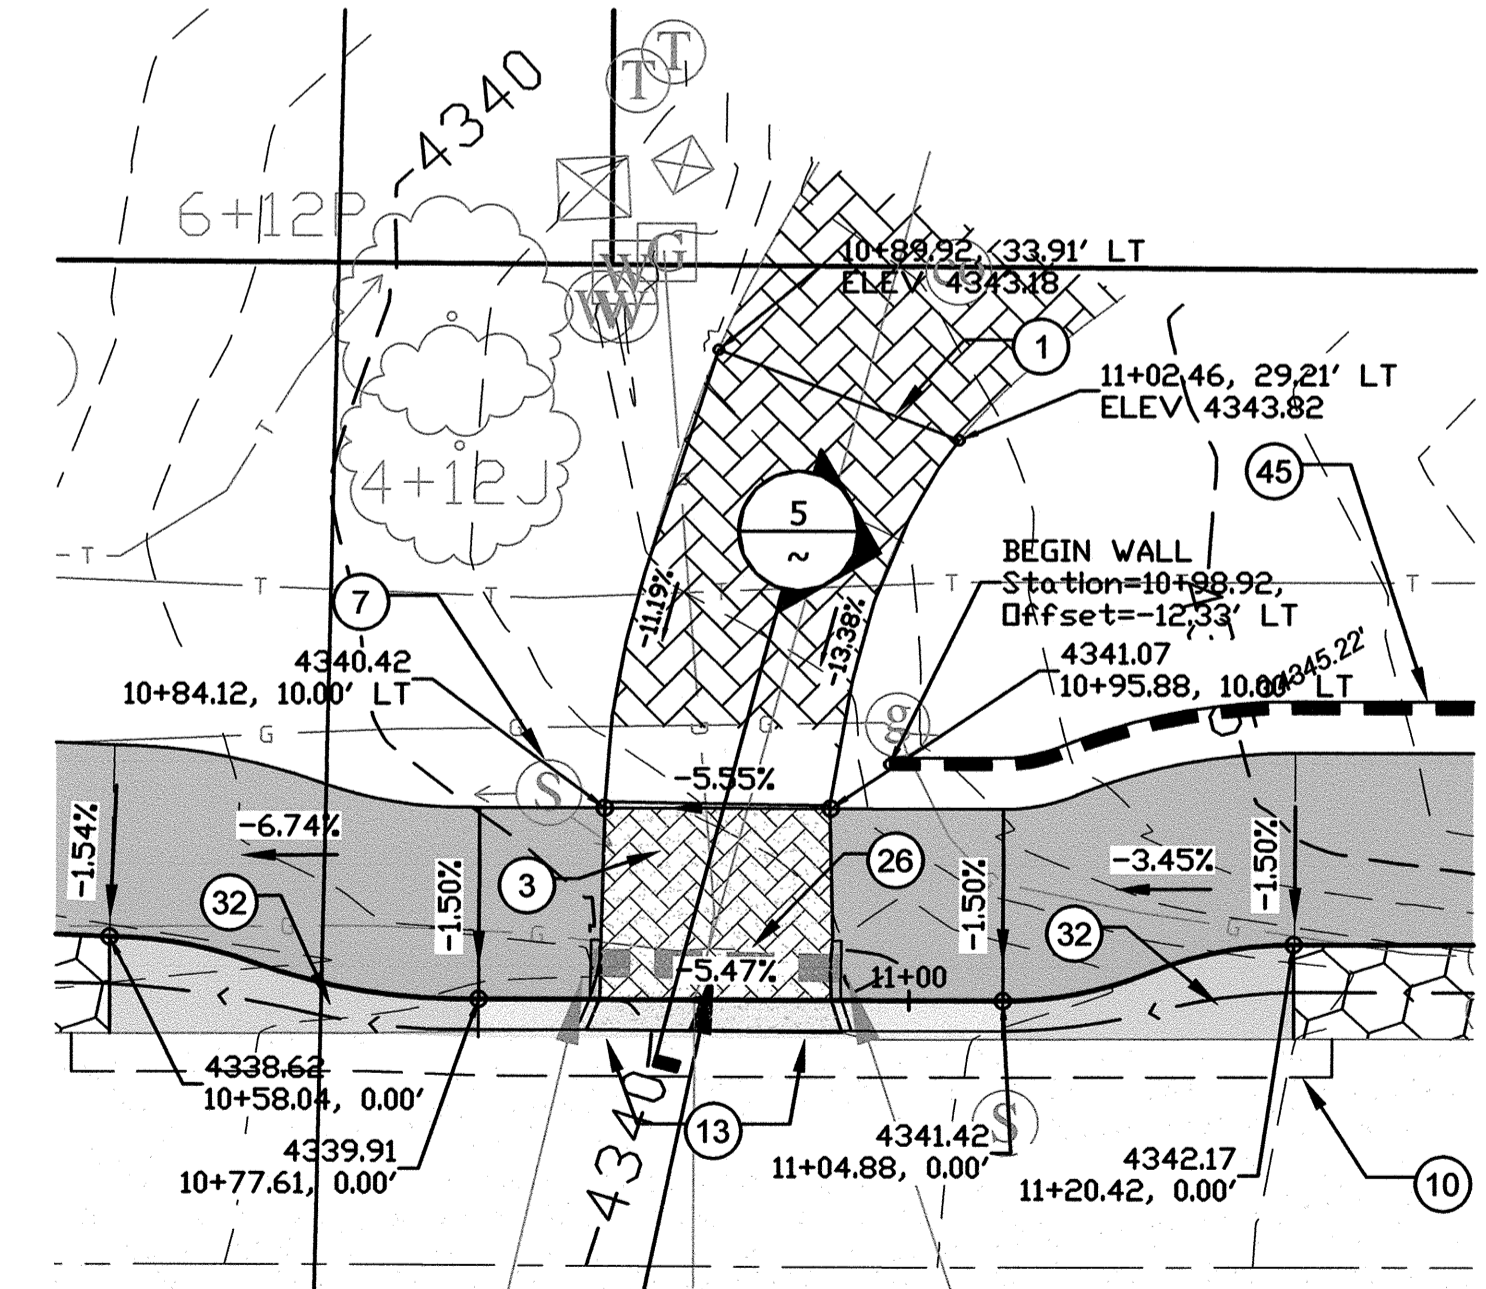 -4340
T
T
6+12P
G
W
W
W
10+89.92, 33.91' LT
ELEV 4343.18
1
11+02.46, 29.21' LT
ELEV 4343.82
T
4+12J
45
5
~
BEGIN WALL
Station=10+98.92,
Offset=-12.33' LT
T
T
T
T
T
T
7
-11.19%
-13.38%
4340.42
10+84.12, 10.00' LT
4341.07
10+95.88, 10.00' LT
4345.22'
G
G
G
G
g
S
-5.55%
-1.54%
-6.74%
-1.50%
3
26
-1.50%
-3.45%
-1.50%
32
32
G
G
G
-5.47%
11+00
4338.62
10+58.04, 0.00'
4339.91
10+77.61, 0.00'
-4340
13
S
4341.42
11+04.88, 0.00'
4342.17
11+20.42, 0.00'
10